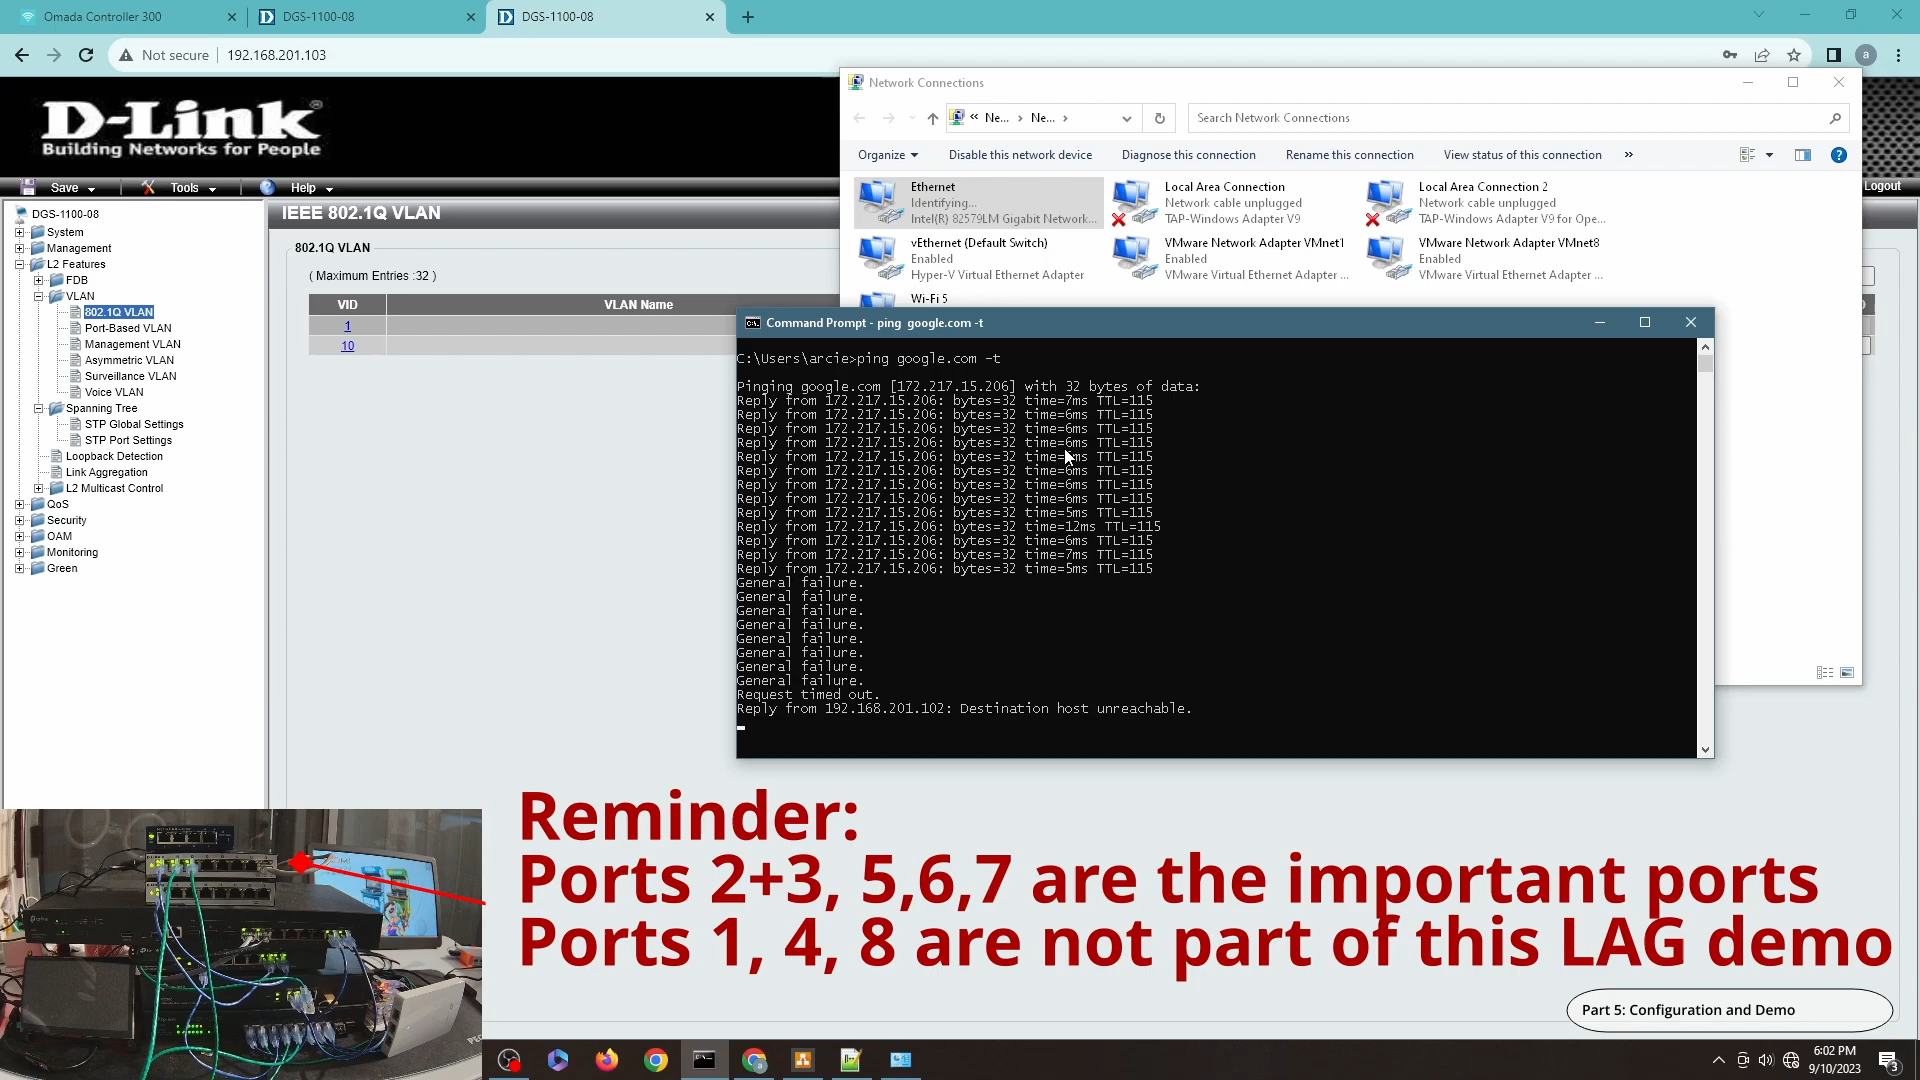 Omada Controller 300
DGS-1100-08
DGS-1100-08
Not secure
192.168.201.103
a
D-Link
Building Networks for People
Save
Tools
Help
Logout
DGS-1100-08
System
Management
L2 Features
FDB
VLAN
802.1Q VLAN
Port-Based VLAN
Management VLAN
Asymmetric VLAN
Surveillance VLAN
Voice VLAN
Spanning Tree
STP Global Settings
STP Port Settings
Loopback Detection
Link Aggregation
L2 Multicast Control
QoS
Security
OAM
Monitoring
Green
IEEE 802.1Q VLAN
802.1Q VLAN
( Maximum Entries :32 )
VID VLAN Name
1
10
Network Connections
« Ne... › Ne... ›
Search Network Connections
Organize
Disable this network device
Diagnose this connection
Rename this connection
View status of this connection
»
Ethernet
Identifying...
Intel(R) 82579LM Gigabit Network...
Local Area Connection
Network cable unplugged
TAP-Windows Adapter V9
Local Area Connection 2
Network cable unplugged
TAP-Windows Adapter V9 for Ope...
vEthernet (Default Switch)
Enabled
Hyper-V Virtual Ethernet Adapter
VMware Network Adapter VMnet1
Enabled
VMware Virtual Ethernet Adapter ...
VMware Network Adapter VMnet8
Enabled
VMware Virtual Ethernet Adapter ...
Wi-Fi 5
Command Prompt - ping google.com -t
C:\Users\arcie>ping google.com -t
Pinging google.com [172.217.15.206] with 32 bytes of data:
Reply from 172.217.15.206: bytes=32 time=7ms TTL=115
Reply from 172.217.15.206: bytes=32 time=6ms TTL=115
Reply from 172.217.15.206: bytes=32 time=6ms TTL=115
Reply from 172.217.15.206: bytes=32 time=6ms TTL=115
Reply from 172.217.15.206: bytes=32 time= ms TTL=115
Reply from 172.217.15.206: bytes=32 time=6ms TTL=115
Reply from 172.217.15.206: bytes=32 time=6ms TTL=115
Reply from 172.217.15.206: bytes=32 time=6ms TTL=115
Reply from 172.217.15.206: bytes=32 time=5ms TTL=115
Reply from 172.217.15.206: bytes=32 time=12ms TTL=115
Reply from 172.217.15.206: bytes=32 time=6ms TTL=115
Reply from 172.217.15.206: bytes=32 time=7ms TTL=115
Reply from 172.217.15.206: bytes=32 time=5ms TTL=115
General failure.
General failure.
General failure.
General failure.
General failure.
General failure.
General failure.
General failure.
Request timed out.
Reply from 192.168.201.102: Destination host unreachable.
Reminder:
Ports 2+3, 5,6,7 are the important ports
Ports 1, 4, 8 are not part of this LAG demo
Part 5: Configuration and Demo
6:02 PM
9/10/2023
3